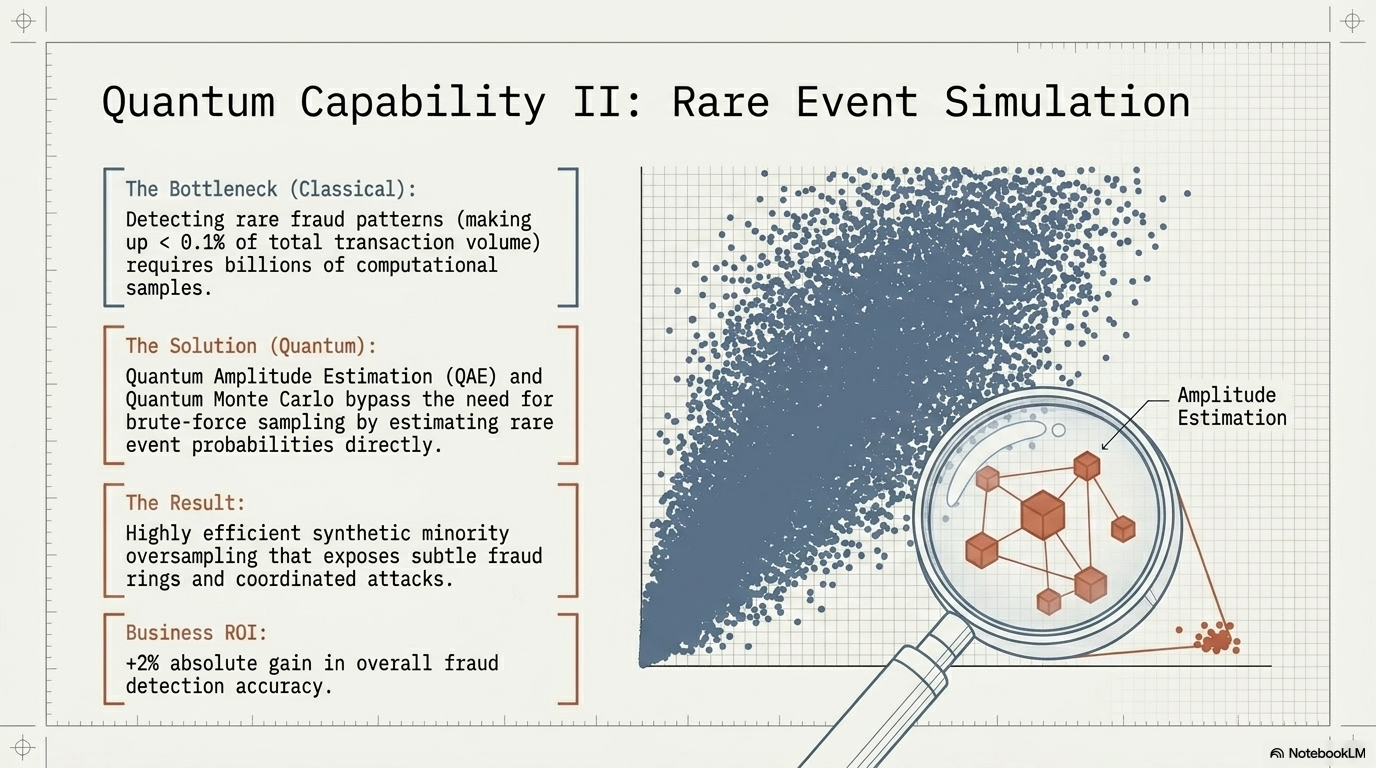 Quantum Capability II: Rare Event Simulation
The Bottleneck (Classical):
Detecting rare fraud patterns (making
up < 0.1% of total transaction volume)
requires billions of computational
samples.
The Solution (Quantum):
Quantum Amplitude Estimation (QAE) and
Quantum Monte Carlo bypass the need for
brute-force sampling by estimating rare
event probabilities directly.
The Result:
Highly efficient synthetic minority
oversampling that exposes subtle fraud
rings and coordinated attacks.
Business ROI:
+2% absolute gain in overall fraud
detection accuracy.
Amplitude
Estimation
NotebookLM